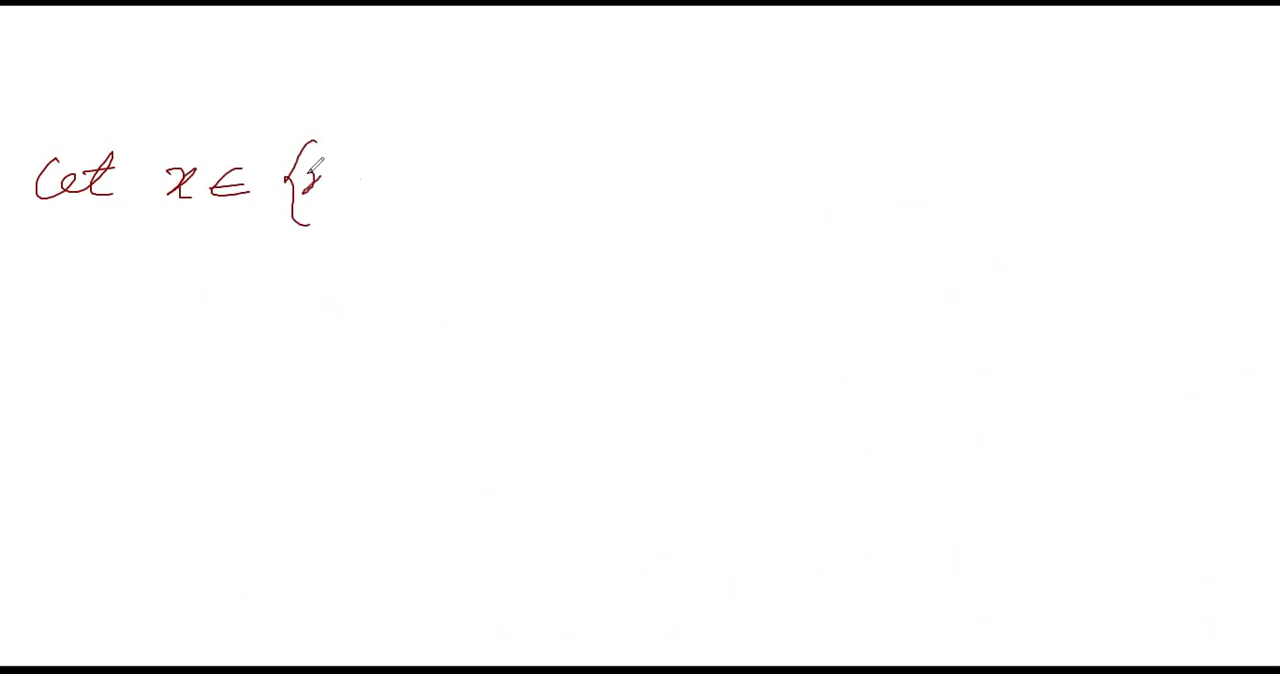 Let x ∈ {